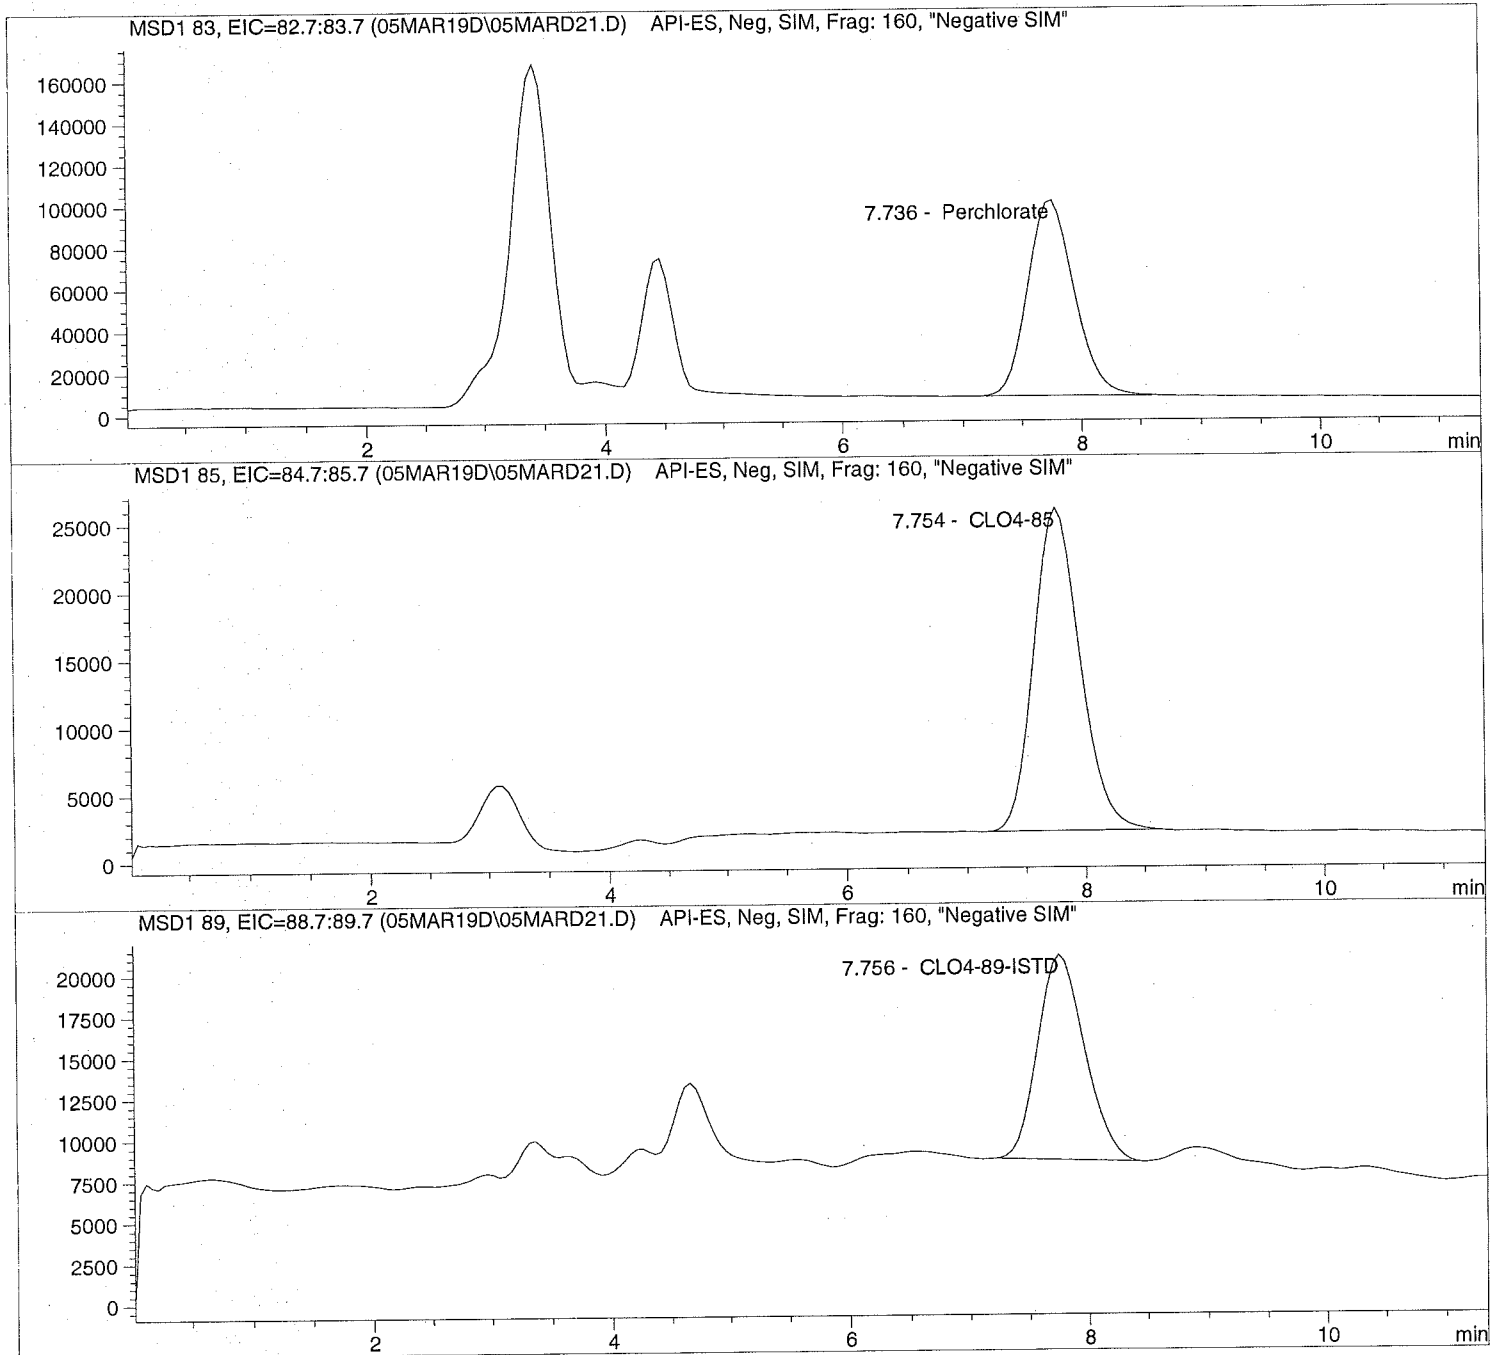 MSD1 83, EIC=82.7:83.7 (05MAR19D\05MARD21.D) API-ES, Neg, SIM, Frag: 160, "Negative SIM"
160000
140000
120000
100000
80000
60000
40000
20000
0
7.736 - Perchlorate
2 4 6 8 10 min
MSD1 85, EIC=84.7:85.7 (05MAR19D\05MARD21.D) API-ES, Neg, SIM, Frag: 160, "Negative SIM"
25000
20000
15000
10000
5000
0
7.754 - CLO4-85
2 4 6 8 10 min
MSD1 89, EIC=88.7:89.7 (05MAR19D\05MARD21.D) API-ES, Neg, SIM, Frag: 160, "Negative SIM"
20000
17500
15000
12500
10000
7500
5000
2500
0
7.756 - CLO4-89-ISTD
2 4 6 8 10 min